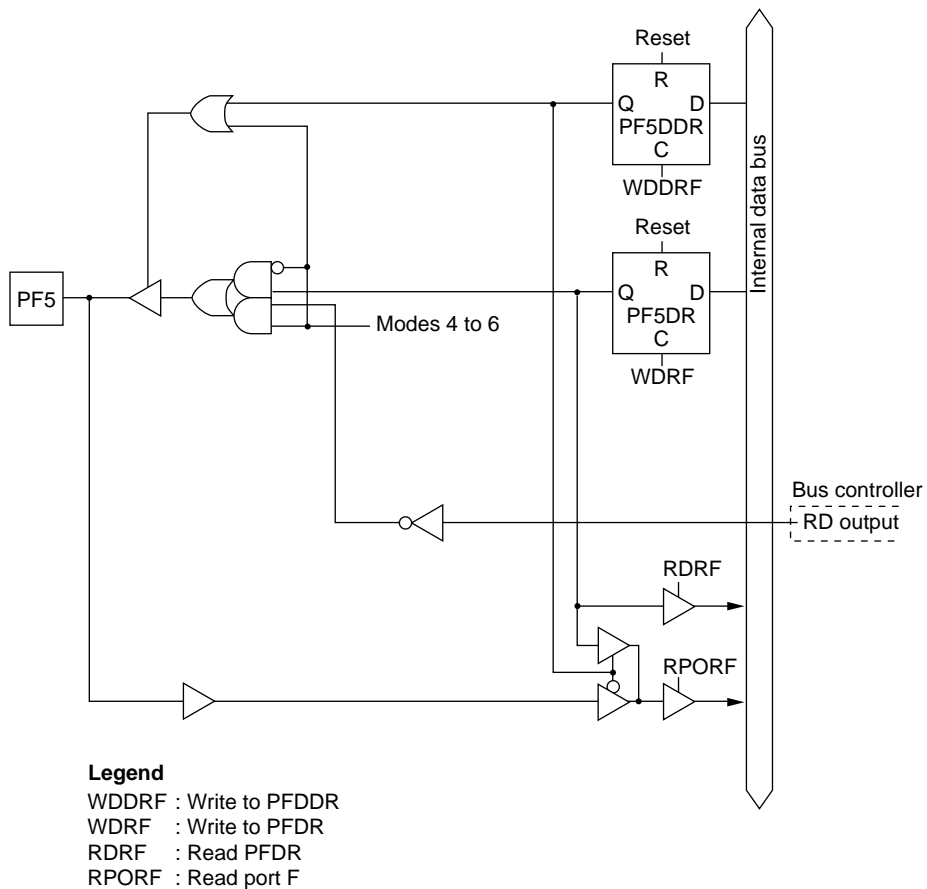 Reset
R
Q D
PF5DDR
C
WDDRF
Reset
R
Q D
PF5DR
C
WDRF
Internal data bus
PF5
Modes 4 to 6
Bus controller
RD output
RDRF
RPORF
Legend
WDDRF : Write to PFDDR
WDRF : Write to PFDR
RDRF : Read PFDR
RPORF : Read port F